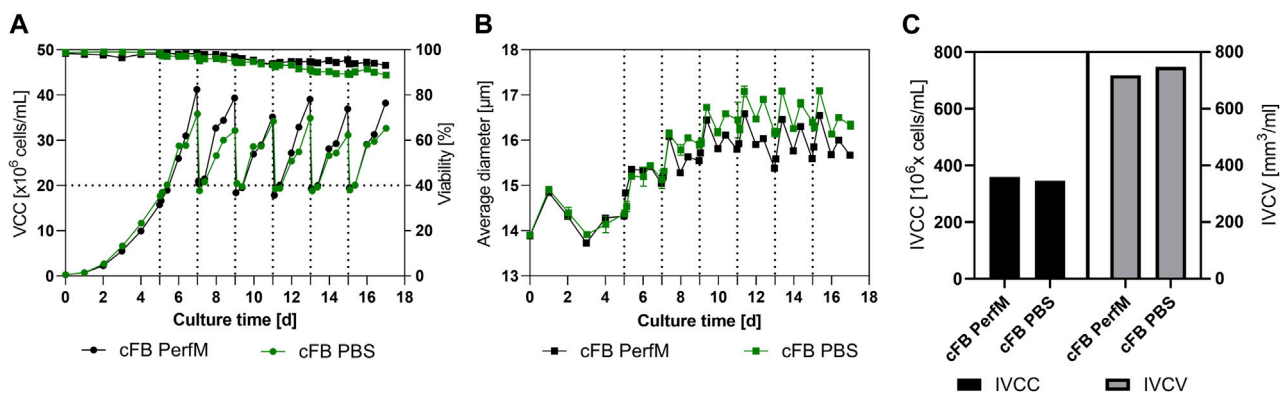 A
VCC [x10⁶ cells/mL]
50
40
30
20
10
0
100
80
60
40
20
0
Viability [%]
0 2 4 6 8 10 12 14 16 18
Culture time [d]
cFB PerfM
cFB PBS
B
Average diameter [µm]
18
17
16
15
14
13
0 2 4 6 8 10 12 14 16 18
Culture time [d]
cFB PerfM
cFB PBS
C
IVCC [10⁶x cells/mL]
800
600
400
200
0
800
600
400
200
0
IVCV [mm³/ml]
cFB PerfM
cFB PBS
cFB PerfM
cFB PBS
IVCC
IVCV